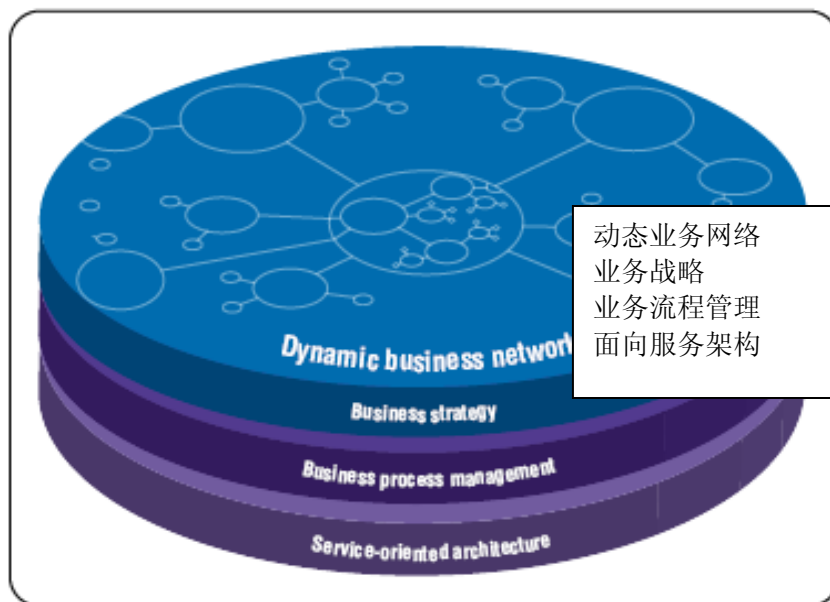 动态业务网络
业务战略
业务流程管理
面向服务架构
Dynamic business network
Business strategy
Business process management
Service-oriented architecture